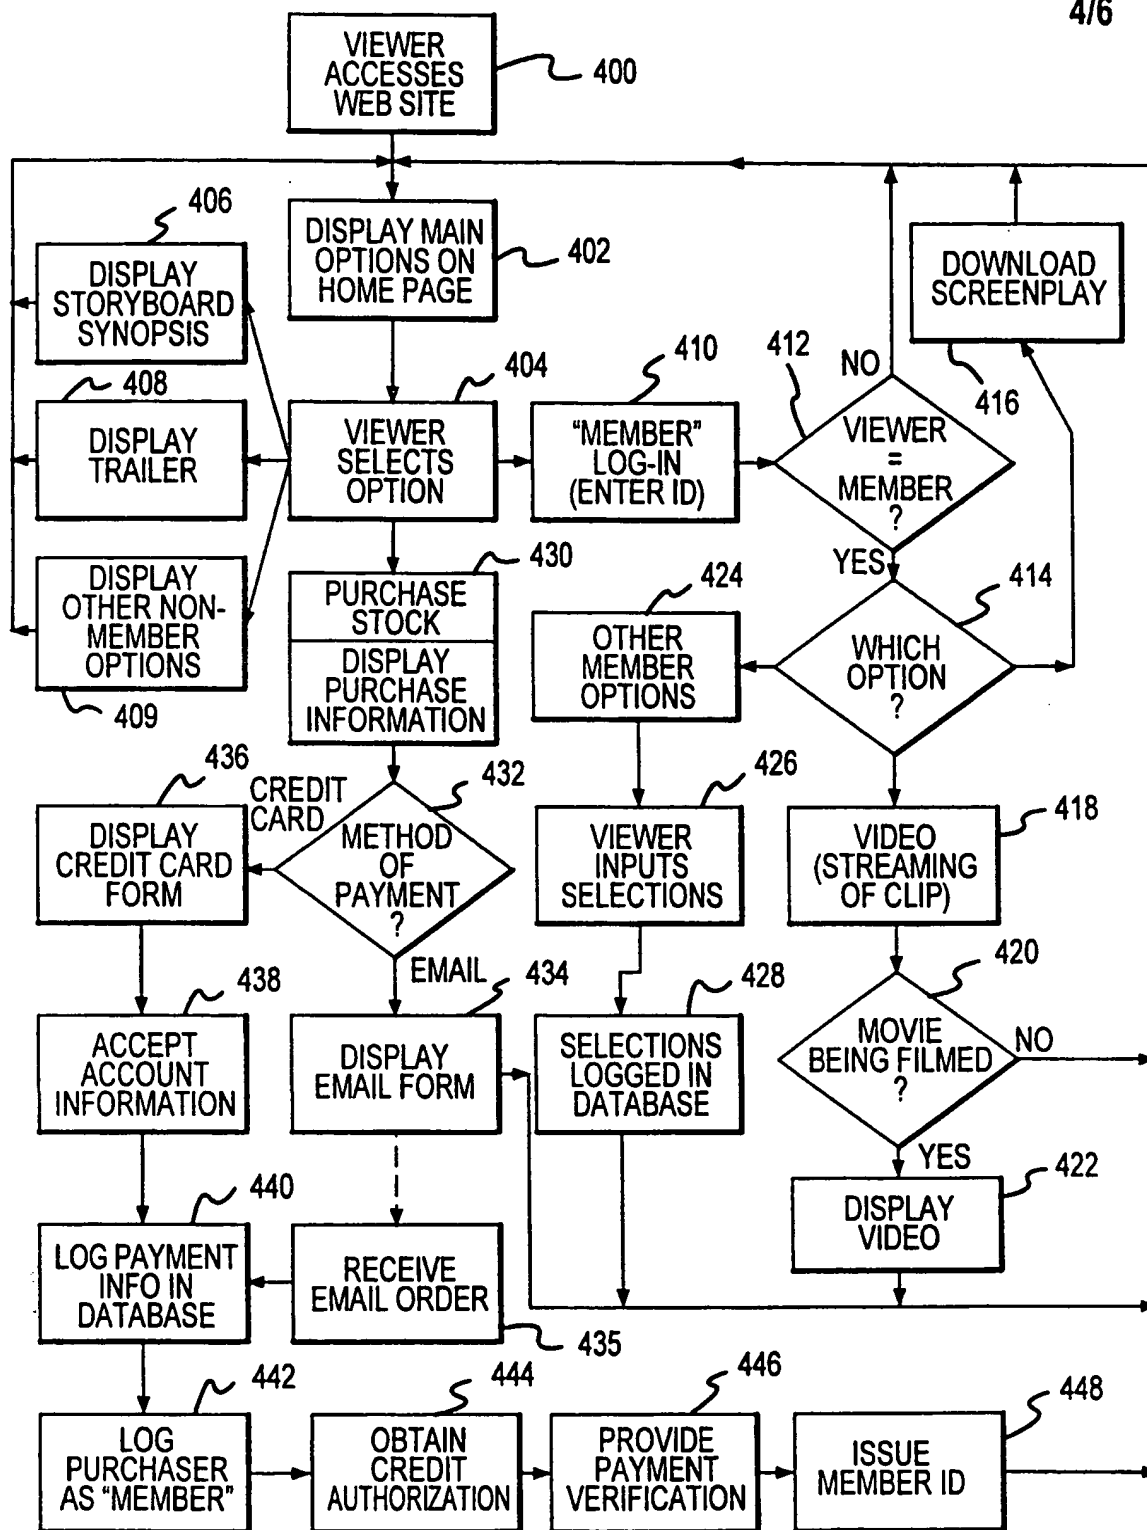 4/6
VIEWER
ACCESSES
WEB SITE
400
406
DISPLAY MAIN
OPTIONS ON
HOME PAGE
402
DISPLAY
STORYBOARD
SYNOPSIS
DOWNLOAD
SCREENPLAY
416
408
DISPLAY
TRAILER
404
VIEWER
SELECTS
OPTION
410
"MEMBER"
LOG-IN
(ENTER ID)
412
NO
VIEWER
=
MEMBER
?
YES
DISPLAY
OTHER NON-
MEMBER
OPTIONS
409
430
PURCHASE
STOCK
DISPLAY
PURCHASE
INFORMATION
424
OTHER
MEMBER
OPTIONS
414
WHICH
OPTION
?
436
CREDIT
CARD
DISPLAY
CREDIT CARD
FORM
432
METHOD
OF
PAYMENT
?
EMAIL
426
VIEWER
INPUTS
SELECTIONS
418
VIDEO
(STREAMING
OF CLIP)
438
ACCEPT
ACCOUNT
INFORMATION
434
DISPLAY
EMAIL FORM
428
SELECTIONS
LOGGED IN
DATABASE
420
MOVIE
BEING FILMED
?
NO
YES
422
DISPLAY
VIDEO
440
LOG PAYMENT
INFO IN
DATABASE
RECEIVE
EMAIL ORDER
435
442
LOG
PURCHASER
AS "MEMBER"
444
OBTAIN
CREDIT
AUTHORIZATION
446
PROVIDE
PAYMENT
VERIFICATION
448
ISSUE
MEMBER ID